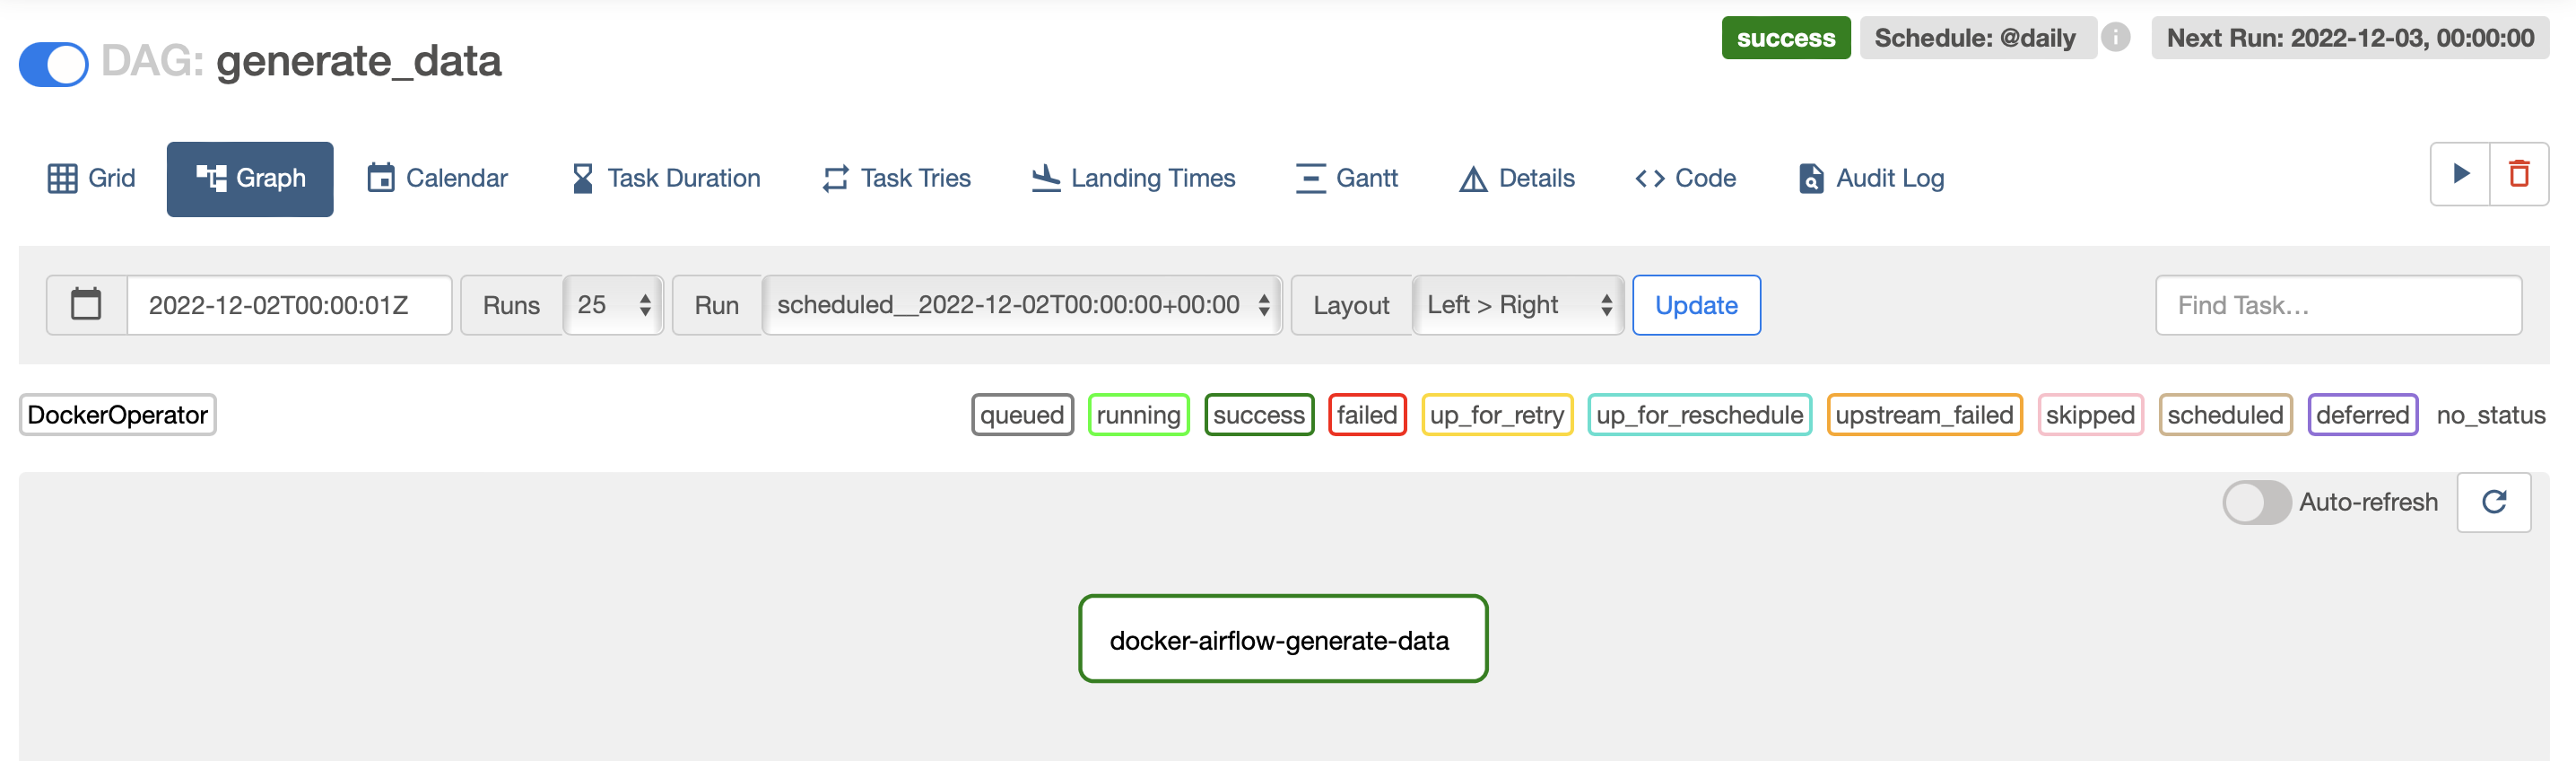 DAG: generate_data
success Schedule: @daily i Next Run: 2022-12-03, 00:00:00
Grid Graph Calendar Task Duration Task Tries Landing Times Gantt Details Code Audit Log
2022-12-02T00:00:01Z Runs 25 Run scheduled__2022-12-02T00:00:00+00:00 Layout Left > Right Update Find Task…
DockerOperator queued running success failed up_for_retry up_for_reschedule upstream_failed skipped scheduled deferred no_status
Auto-refresh
docker-airflow-generate-data